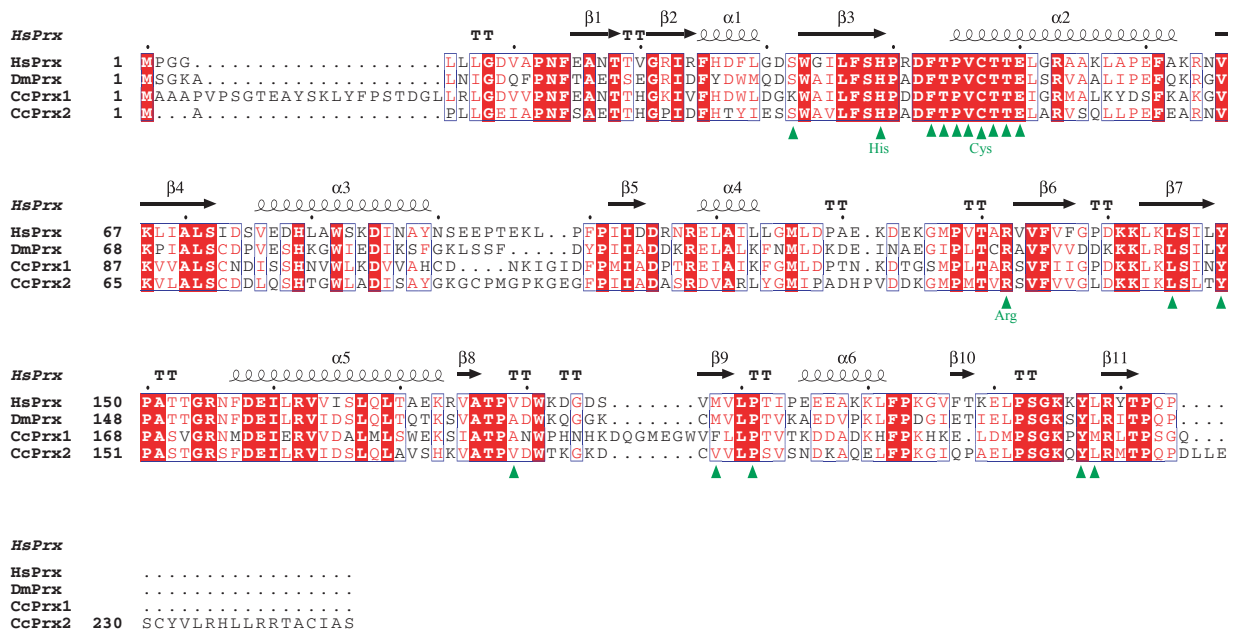 HsPrx TT β1 TT β2 α1 β3 α2
HsPrx 1 MPGG....................LLLGDVAPNFEANTTVGRIRFHDFLGDSWGILFSHPRDFTPVCTTELGRAAKLAPEFAKRNV
DmPrx 1 MSGKA...................LNIGDQFPNFTAETSEGRIDFYDWMQDSWAILFSHPADFTPVCTTELSRVAALIPEFQKRGV
CcPrx1 1 MAAAPVPSGTEAYSKLYFPSTDGLLRLGDVVPNFEANTTHGKIVFHDWLDGKWAILFSHPDDFTPVCTTEIGRMALKYDSFKAKGV
CcPrx2 1 M...A...................PLLGEIAPNFSAETTHGPIDFHTYIESSWAVLFSHPADFTPVCTTELARVSQLLPEFEARNV
His Cys
HsPrx β4 α3 β5 α4 TT TT β6 TT β7
HsPrx 67 KLIALSIDSVEDHLAWSKDINAYNSEEPTEKL..PFPIIDDRNRELAILLGMLDPAE.KDEKGMPVTARVVFVFGPDKKLKLSILY
DmPrx 68 KPIALSCDPVESHKGWIEDIKSFGKLSSF.....DYPIIADDKRELALKFNMLDKDE.INAEGIPLTCRAVFVVDDKKKLRLSILY
CcPrx1 87 KVVALSCNDISSHNVWLKDVVAHCD....NKIGIDFPMIADPTREIAIKFGMLDPTN.KDTGSMPLTARSVFIIGPDKKLKLSINY
CcPrx2 65 KVLALSCDDLQSHTGWLADISAYGKGCPMGPKGEGFPIIADASRDVARLYGMIPADHPVDDKGMPMTVRSVFVVGLDKKIKLSLTY
Arg
HsPrx TT α5 β8 TT TT β9 TT α6 β10 TT β11
HsPrx 150 PATTGRNFDEILRVVISLQLTAEKRVATPVDWKDGDS.......VMVLPTIPEEEAKKLFPKGVFTKELPSGKKYLRYTPQP....
DmPrx 148 PATTGRNFDEILRVIDSLQLTQTKSVATPVDWKQGGK.......CMVLPTVKAEDVPKLFPDGIETIELPSGKSYLRITPQP....
CcPrx1 168 PASVGRNMDEIERVVDALMLSWEKSIATPANWPHNHKDQGMEGWVFLLPTVTKDDADKHFPKHKE.LDMPSGKPYMRLTPSGQ...
CcPrx2 151 PASTGRSFDEILRVIDSLQLAVSHKVATPVDWTKGKD.......CVVLPSVSNDKAQELFPKGIQPAELPSGKQYLRMTPQPDLLE
HsPrx
HsPrx .................
DmPrx .................
CcPrx1 .................
CcPrx2 230 SCYVLRHLLRRTACIAS